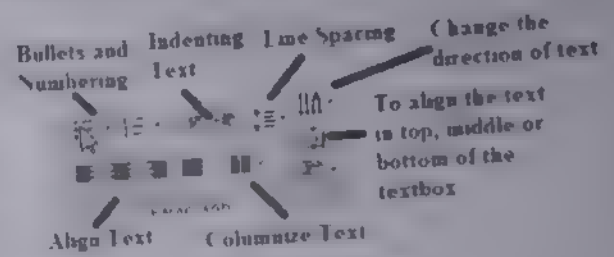 Bullets and
Numbering
Indenting
Text
Line Spacing
Change the
direction of text
To align the text
in top, middle or
bottom of the
textbox
Align Text
Columnize Text